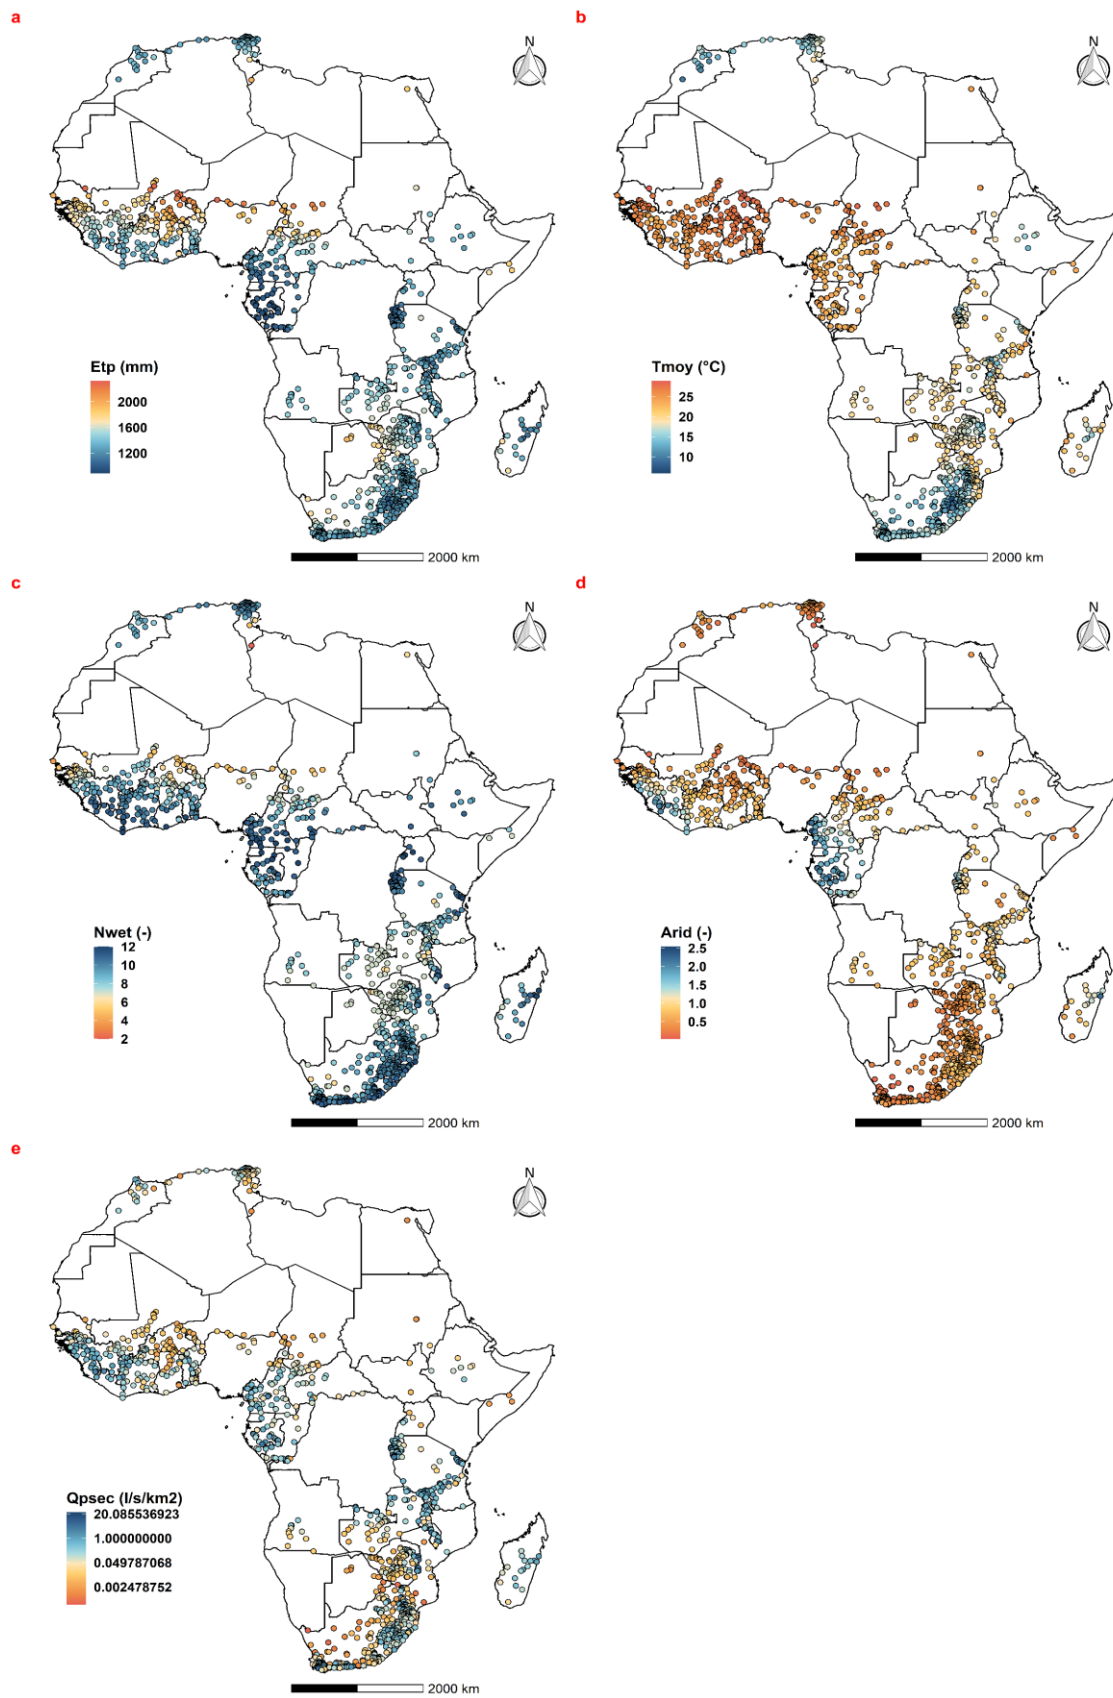 a
N
Etp (mm)
2000
1600
1200
2000 km
b
N
Tmoy (°C)
25
20
15
10
2000 km
c
N
Nwet (-)
12
10
8
6
4
2
2000 km
d
N
Arid (-)
2.5
2.0
1.5
1.0
0.5
2000 km
e
N
Qpsec (l/s/km2)
20.085536923
1.000000000
0.049787068
0.002478752
2000 km